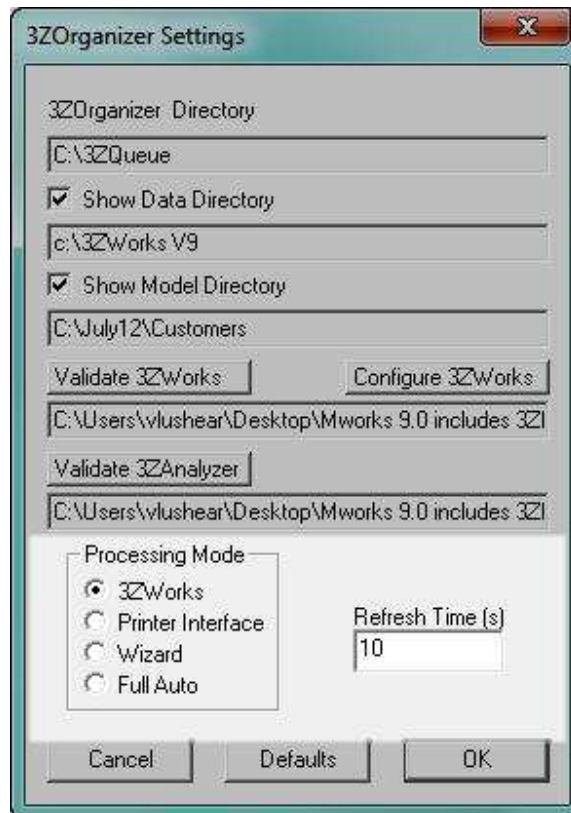 3ZOrganizer Settings
3ZOrganizer Directory
C:\3ZQueue
Show Data Directory
c:\3ZWorks V9
Show Model Directory
C:\July12\Customers
Validate 3ZWorks Configure 3ZWorks
C:\Users\vlushear\Desktop\Mworks 9.0 includes 3ZI
Validate 3ZAnalyzer
C:\Users\vlushear\Desktop\Mworks 9.0 includes 3ZI
Processing Mode
3ZWorks
Printer Interface
Wizard
Full Auto
Refresh Time (s)
10
Cancel Defaults OK